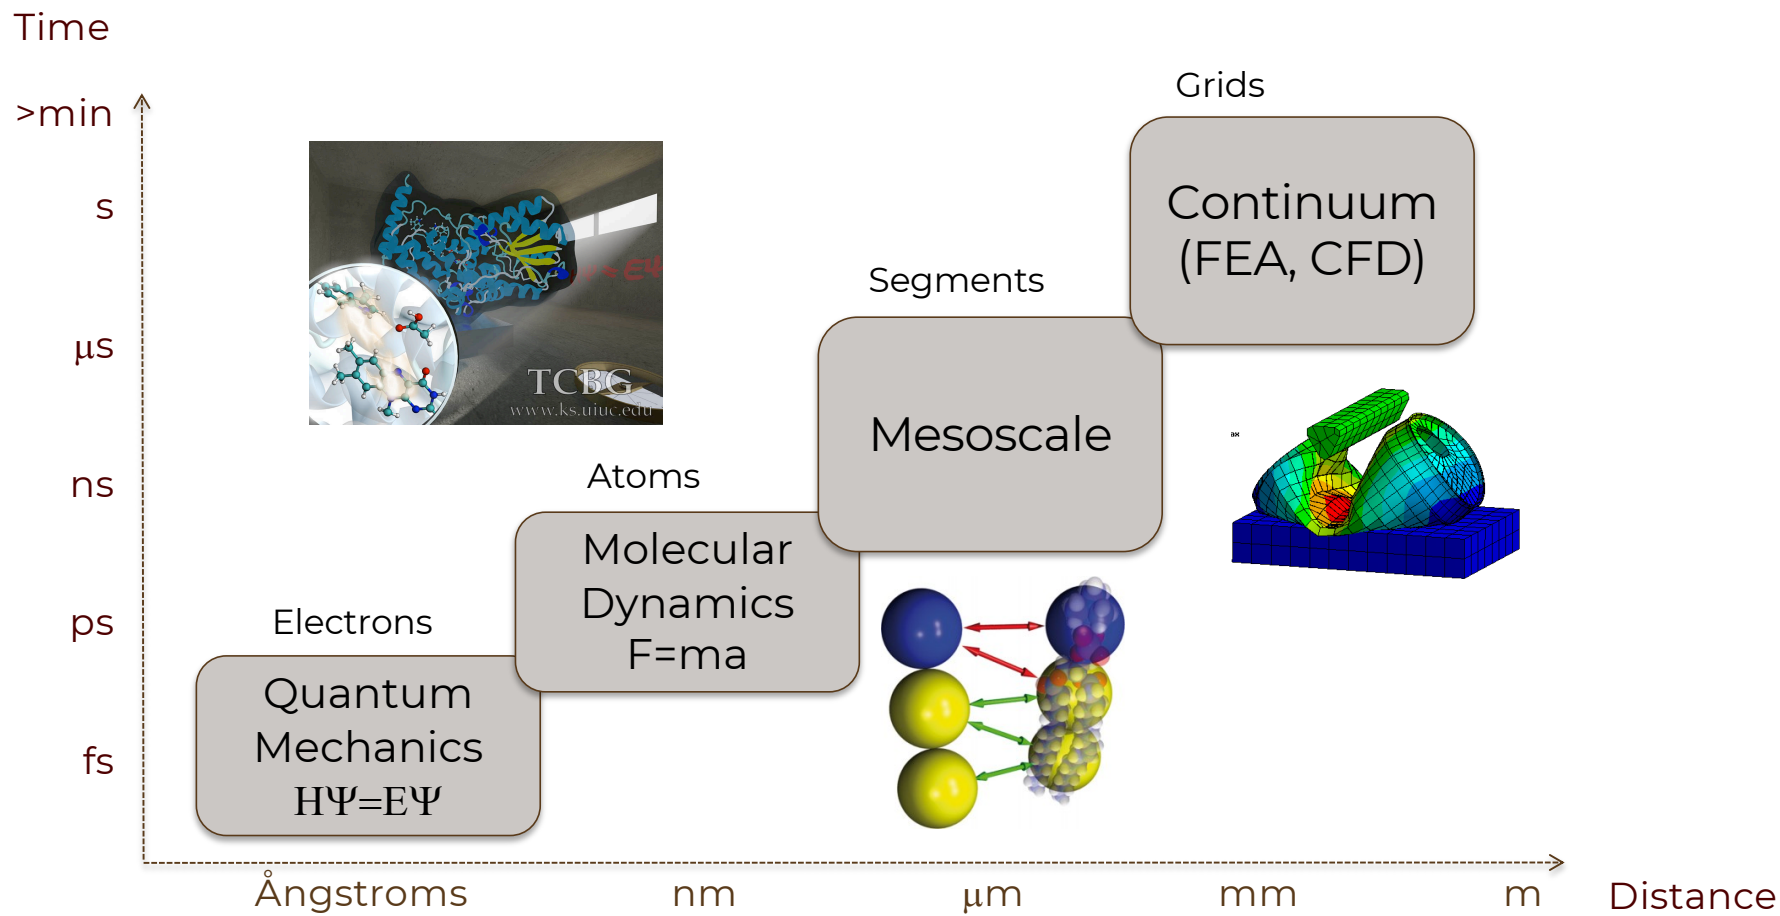 Time
>min
s
μs
ns
ps
fs
Grids
Continuum
(FEA, CFD)
Segments
Mesoscale
Atoms
Molecular
Dynamics
F=ma
Electrons
Quantum
Mechanics
HΨ=EΨ
TCBG
www.ks.uiuc.edu
Ångstroms
nm
μm
mm
m
Distance